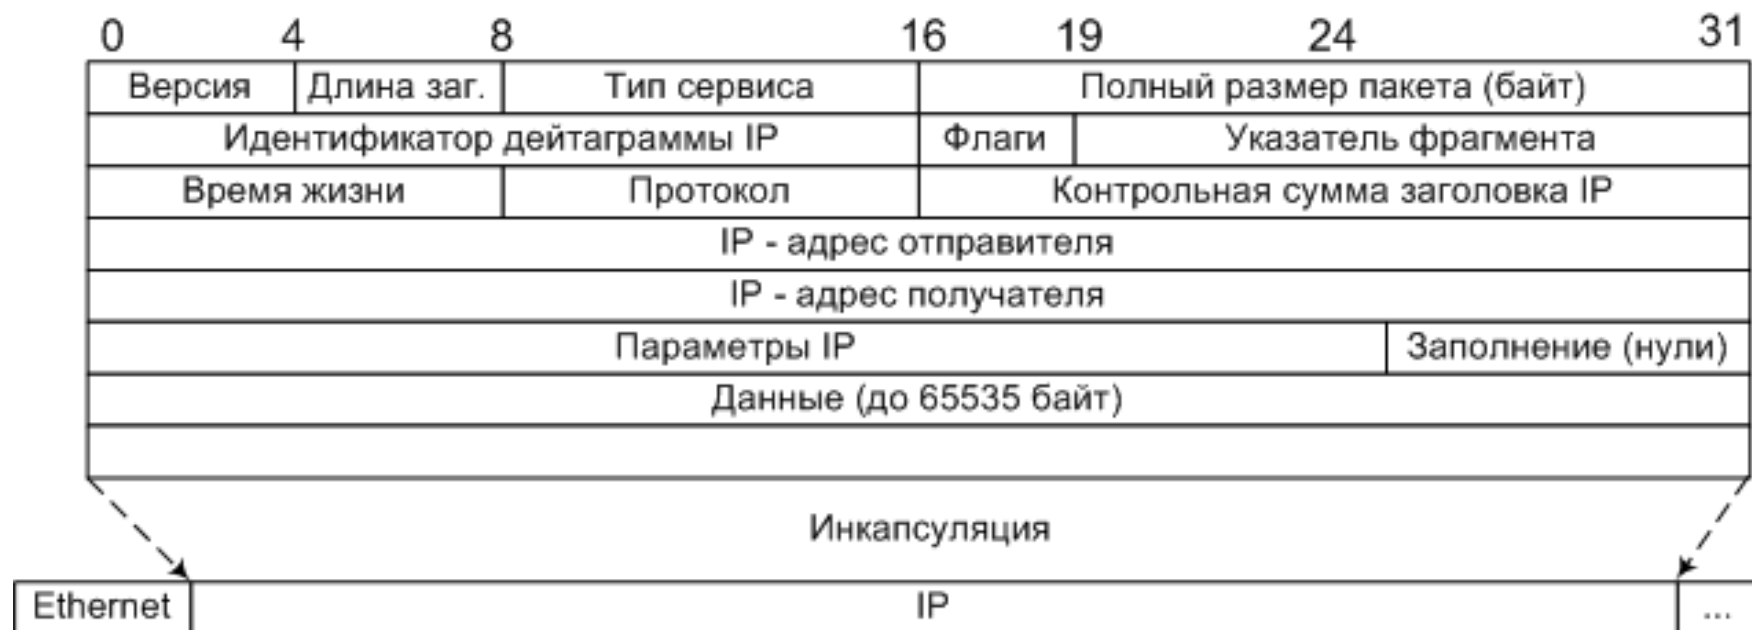 0 4 8 16 19 24 31
Версия Длина заг. Тип сервиса Полный размер пакета (байт)
Идентификатор дейтаграммы IP Флаги Указатель фрагмента
Время жизни Протокол Контрольная сумма заголовка IP
IP - адрес отправителя
IP - адрес получателя
Параметры IP Заполнение (нули)
Данные (до 65535 байт)
Инкапсуляция
Ethernet IP ...